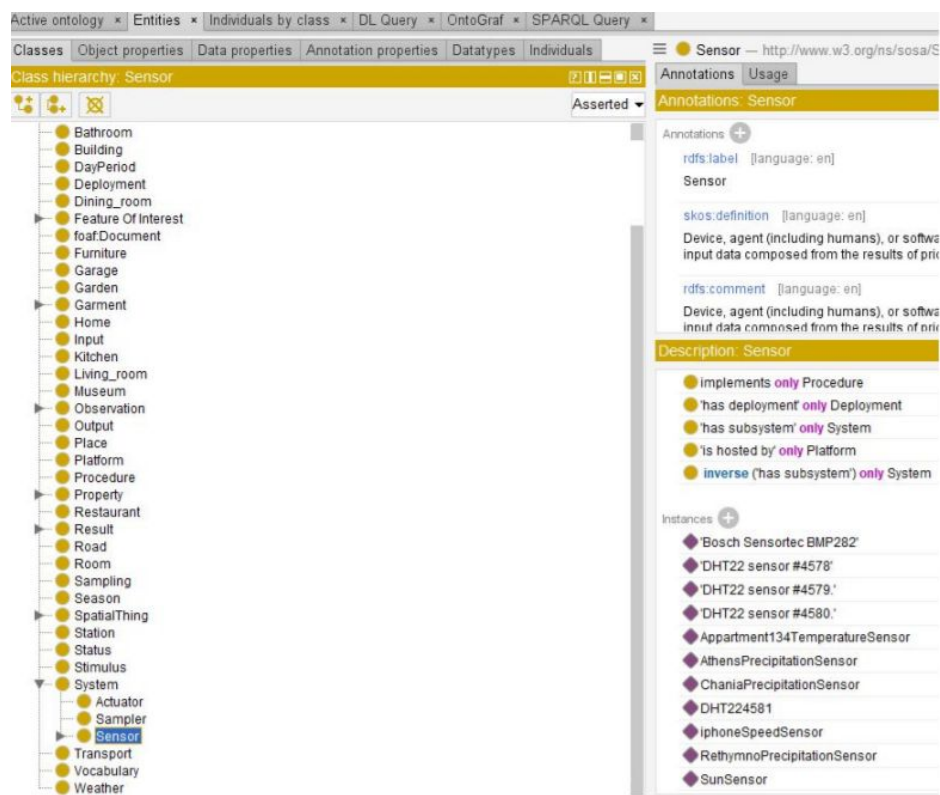 Active ontology × Entities × Individuals by class × DL Query × OntoGraf × SPARQL Query ×
Classes Object properties Data properties Annotation properties Datatypes Individuals
Class hierarchy: Sensor
Asserted
Bathroom
Building
DayPeriod
Deployment
Dining_room
Feature Of Interest
foaf:Document
Furniture
Garage
Garden
Garment
Home
Input
Kitchen
Living_room
Museum
Observation
Output
Place
Platform
Procedure
Property
Restaurant
Result
Road
Room
Sampling
Season
SpatialThing
Station
Status
Stimulus
System
Actuator
Sampler
Sensor
Transport
Vocabulary
Weather
Sensor — http://www.w3.org/ns/sosa/S
Annotations Usage
Annotations: Sensor
Annotations
rdfs:label [language: en]
Sensor
skos:definition [language: en]
Device, agent (including humans), or softwa
input data composed from the results of pric
rdfs:comment [language: en]
Device, agent (including humans), or softwa
input data composed from the results of pric
Description: Sensor
implements only Procedure
'has deployment' only Deployment
'has subsystem' only System
'is hosted by' only Platform
inverse ('has subsystem') only System
Instances
'Bosch Sensortec BMP282'
'DHT22 sensor #4578'
'DHT22 sensor #4579.'
'DHT22 sensor #4580.'
Appartment134TemperatureSensor
AthensPrecipitationSensor
ChaniaPrecipitationSensor
DHT224581
iphoneSpeedSensor
RethymnoPrecipitationSensor
SunSensor